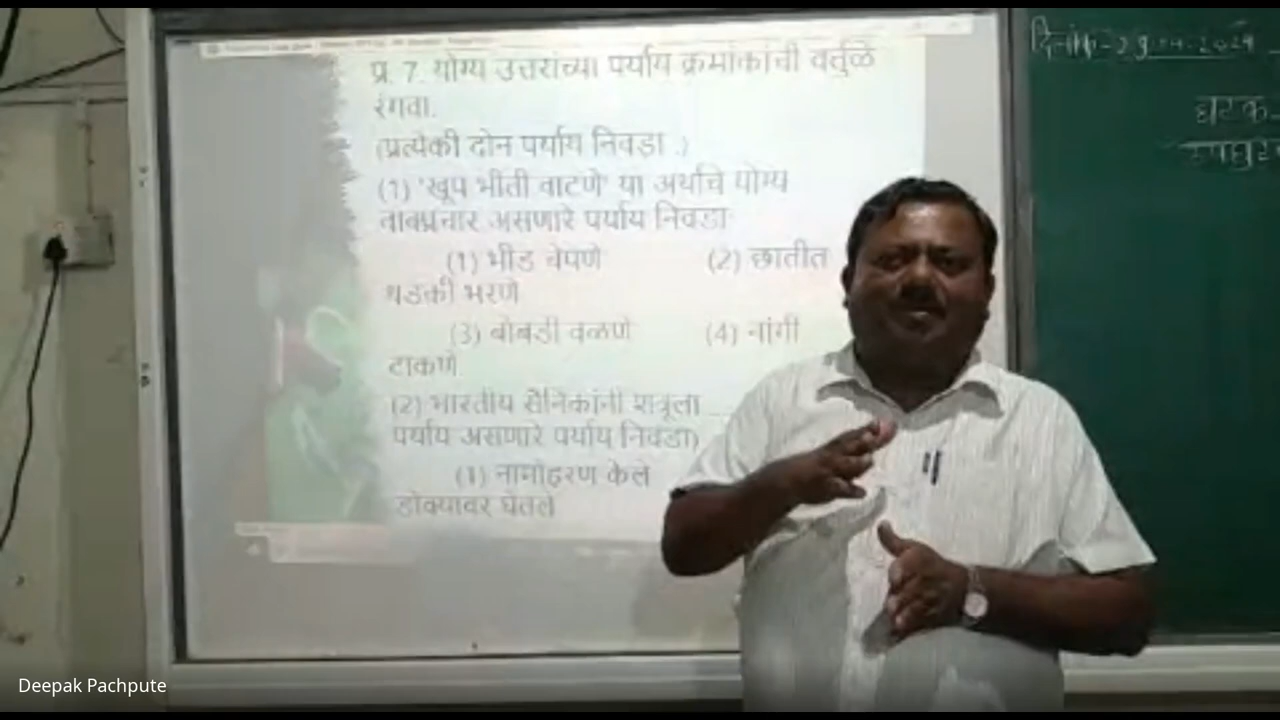 प्र. 7. योग्य उत्तरांच्या पर्याय क्रमांकांची वर्तुळे
रंगवा.
(प्रत्येकी दोन पर्याय निवडा .)
(1) 'खूप भीती वाटणे' या अर्थाचे योग्य
वाक्प्रचार असणारे पर्याय निवडा
(1) भीड चेपणे (2) छातीत
धडकी भरणे
(3) बोबडी वळणे (4) नांगी
टाकणे
(2) भारतीय सैनिकांनी शत्रूला
पर्याय असणारे पर्याय निवडा)
(1) नामोहरण केले
डोक्यावर घेतले
घटक
Deepak Pachpute